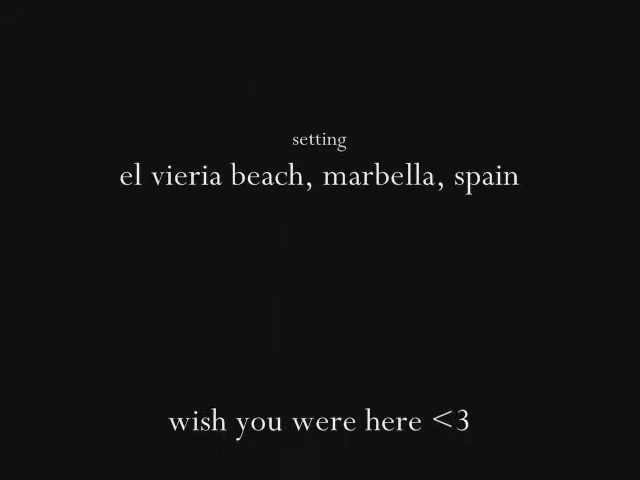 setting
el vieria beach, marbella, spain
wish you were here <3